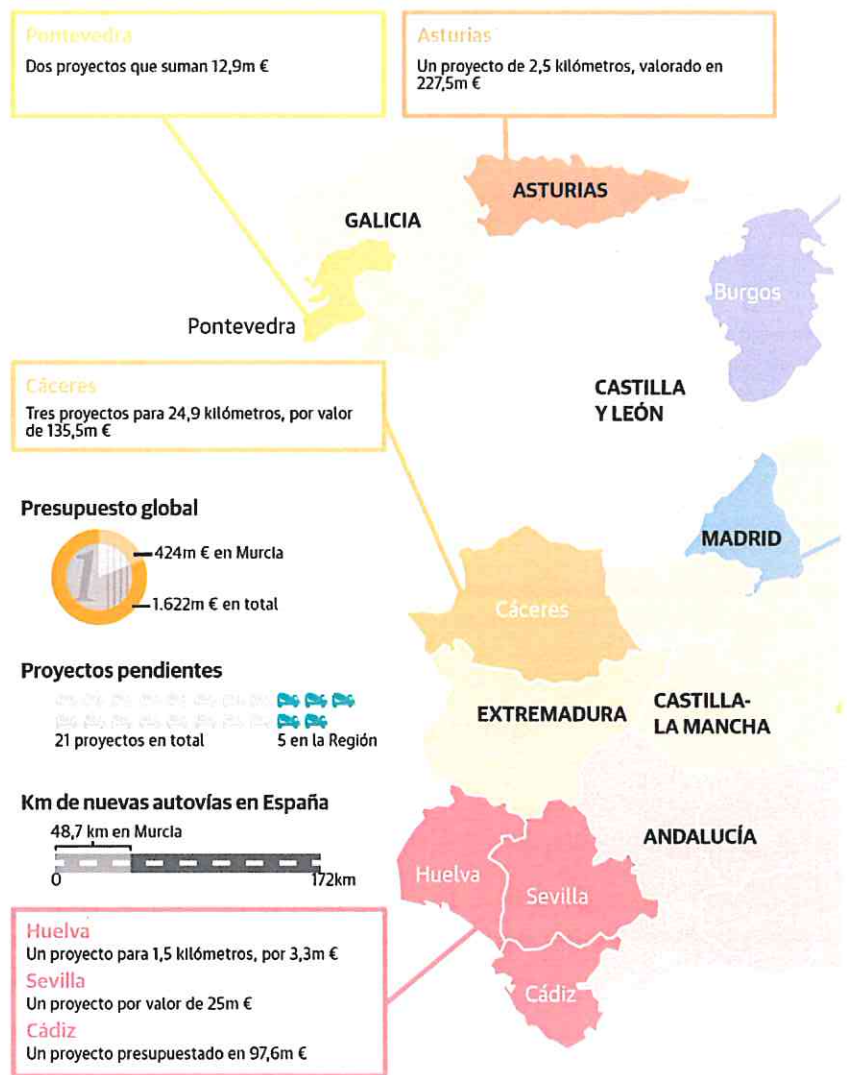 Pontevedra
Dos proyectos que suman 12,9m €
Asturias
Un proyecto de 2,5 kilómetros, valorado en
227,5m €
ASTURIAS
GALICIA
Burgos
Pontevedra
Cáceres
Tres proyectos para 24,9 kilómetros, por valor
de 135,5m €
CASTILLA
Y LEÓN
Presupuesto global
1
424m € en Murcia
1.622m € en total
MADRID
Cáceres
Proyectos pendientes
21 proyectos en total
5 en la Región
EXTREMADURA
CASTILLA-
LA MANCHA
Km de nuevas autovías en España
48,7 km en Murcia
0
172km
ANDALUCÍA
Huelva
Sevilla
Cádiz
Huelva
Un proyecto para 1,5 kilómetros, por 3,3m €
Sevilla
Un proyecto por valor de 25m €
Cádiz
Un proyecto presupuestado en 97,6m €